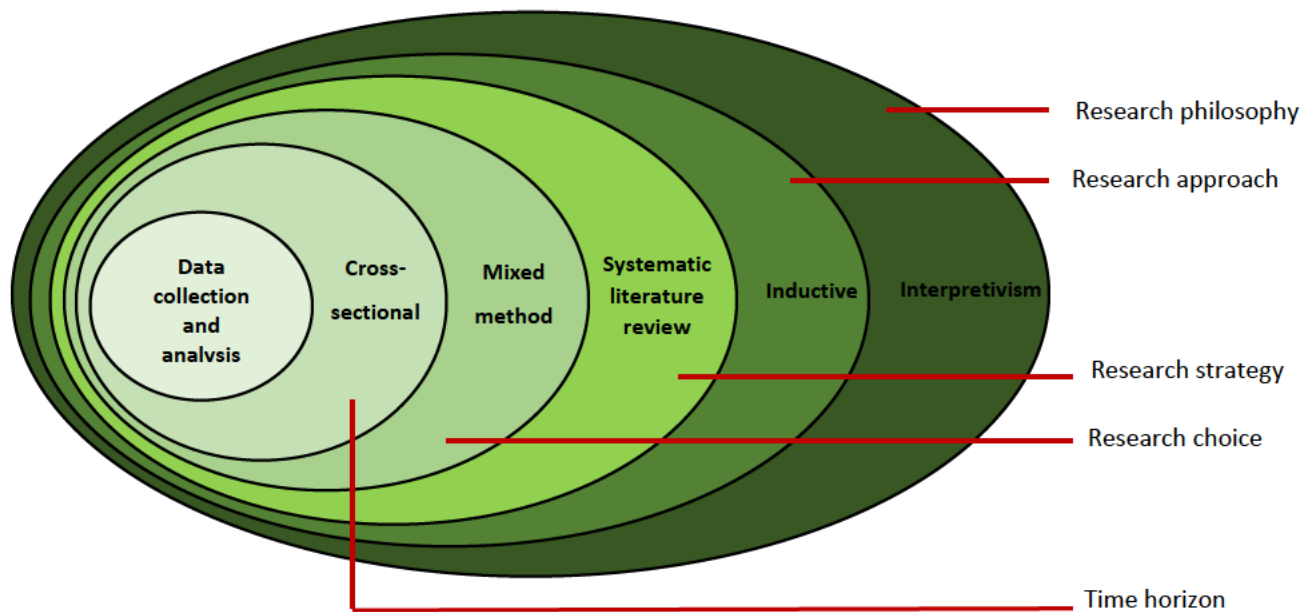 Research philosophy
Research approach
Data
collection
and
analysis
Cross-
sectional
Mixed
method
Systematic
literature
review
Inductive
Interpretivism
Research strategy
Research choice
Time horizon